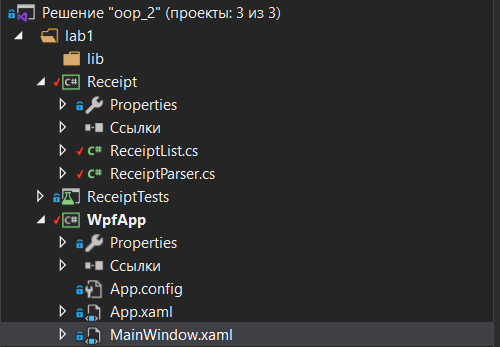 Решение "oop_2" (проекты: 3 из 3)
lab1
lib
C# Receipt
Properties
Ссылки
C# ReceiptList.cs
C# ReceiptParser.cs
ReceiptTests
C# WpfApp
Properties
Ссылки
App.config
App.xaml
MainWindow.xaml